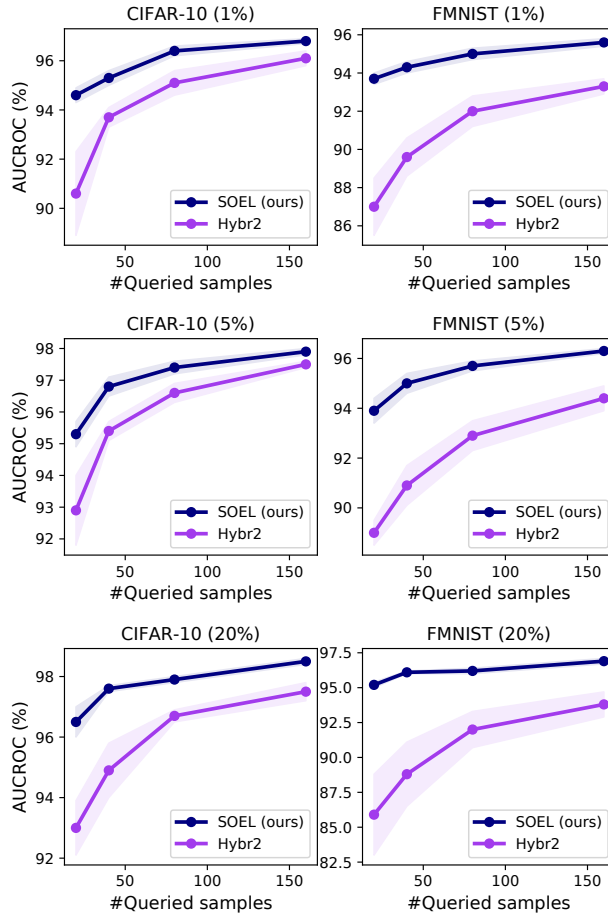 CIFAR-10 (1%)
AUCROC (%)
96
94
92
90
SOEL (ours)
Hybr2
50
100
150
#Queried samples
FMNIST (1%)
96
94
92
90
88
86
SOEL (ours)
Hybr2
50
100
150
#Queried samples
CIFAR-10 (5%)
AUCROC (%)
98
97
96
95
94
93
92
SOEL (ours)
Hybr2
50
100
150
#Queried samples
FMNIST (5%)
96
94
92
90
SOEL (ours)
Hybr2
50
100
150
#Queried samples
CIFAR-10 (20%)
AUCROC (%)
98
96
94
92
SOEL (ours)
Hybr2
50
100
150
#Queried samples
FMNIST (20%)
97.5
95.0
92.5
90.0
87.5
85.0
82.5
SOEL (ours)
Hybr2
50
100
150
#Queried samples